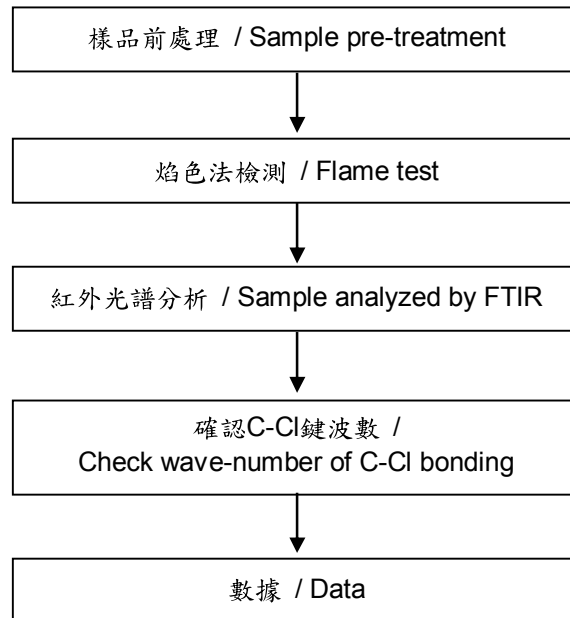 樣品前處理 / Sample pre-treatment
焰色法檢測 / Flame test
紅外光譜分析 / Sample analyzed by FTIR
確認C-Cl鍵波數 /
Check wave-number of C-Cl bonding
數據 / Data